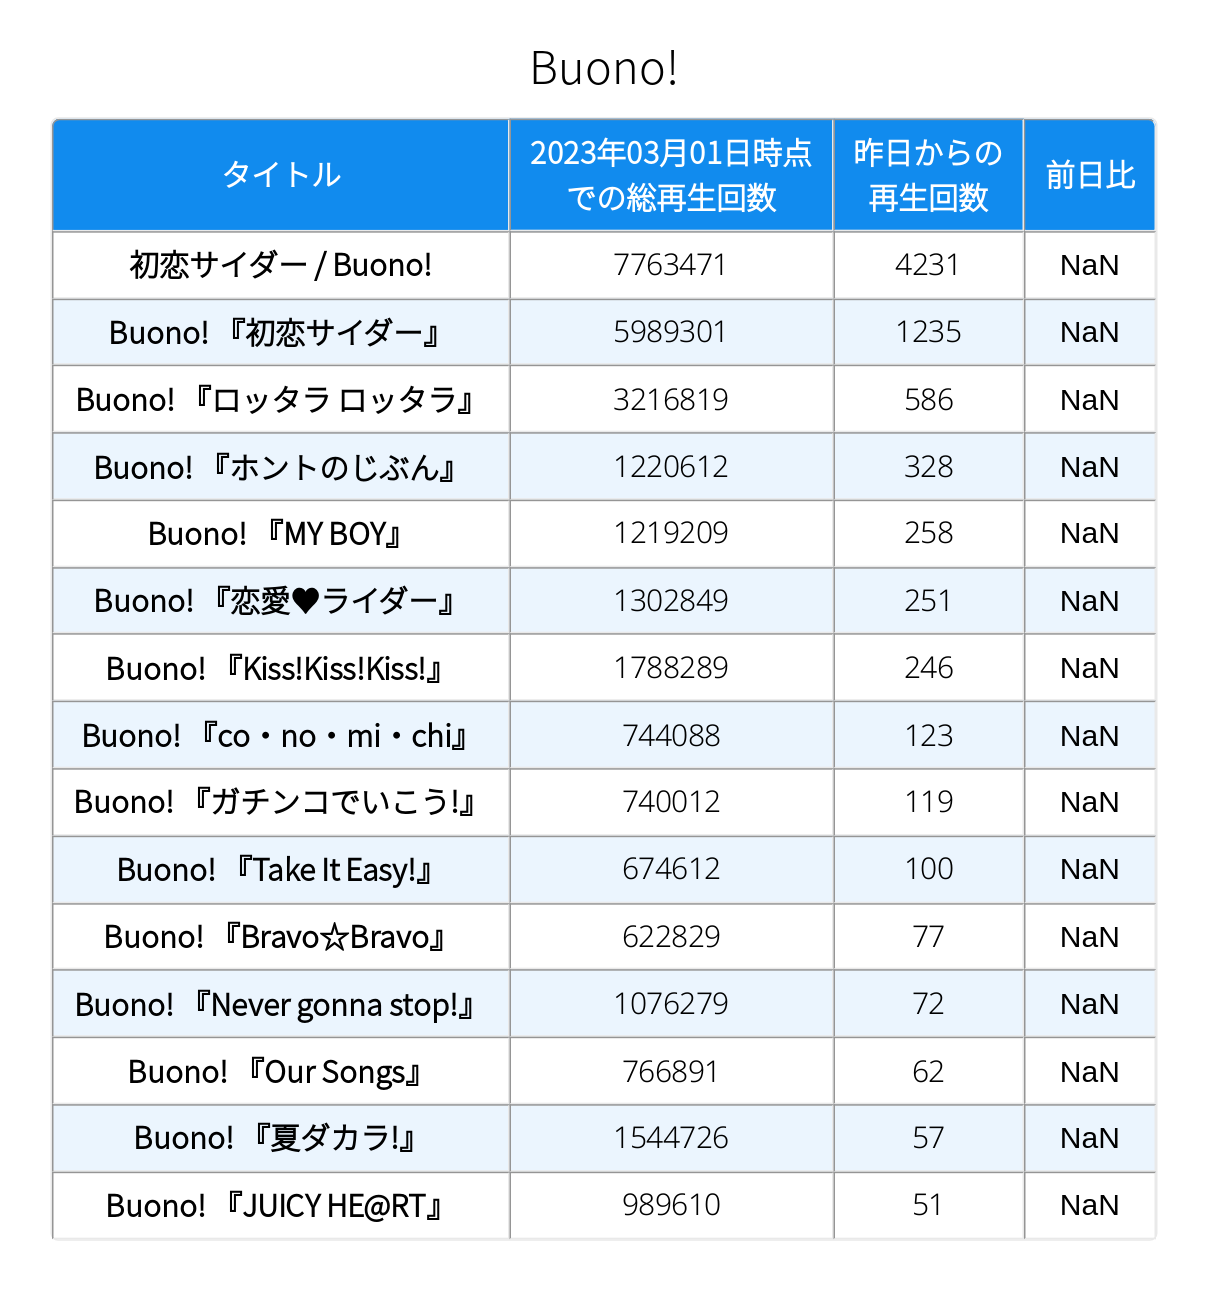 Buono!
タイトル 2023年03月01日時点での総再生回数 昨日からの再生回数 前日比
初恋サイダー / Buono! 7763471 4231 NaN
Buono! 『初恋サイダー』 5989301 1235 NaN
Buono! 『ロッタラ ロッタラ』 3216819 586 NaN
Buono! 『ホントのじぶん』 1220612 328 NaN
Buono! 『MY BOY』 1219209 258 NaN
Buono! 『恋愛♥ライダー』 1302849 251 NaN
Buono! 『Kiss!Kiss!Kiss!』 1788289 246 NaN
Buono! 『co・no・mi・chi』 744088 123 NaN
Buono! 『ガチンコでいこう!』 740012 119 NaN
Buono! 『Take It Easy!』 674612 100 NaN
Buono! 『Bravo☆Bravo』 622829 77 NaN
Buono! 『Never gonna stop!』 1076279 72 NaN
Buono! 『Our Songs』 766891 62 NaN
Buono! 『夏ダカラ!』 1544726 57 NaN
Buono! 『JUICY HE@RT』 989610 51 NaN